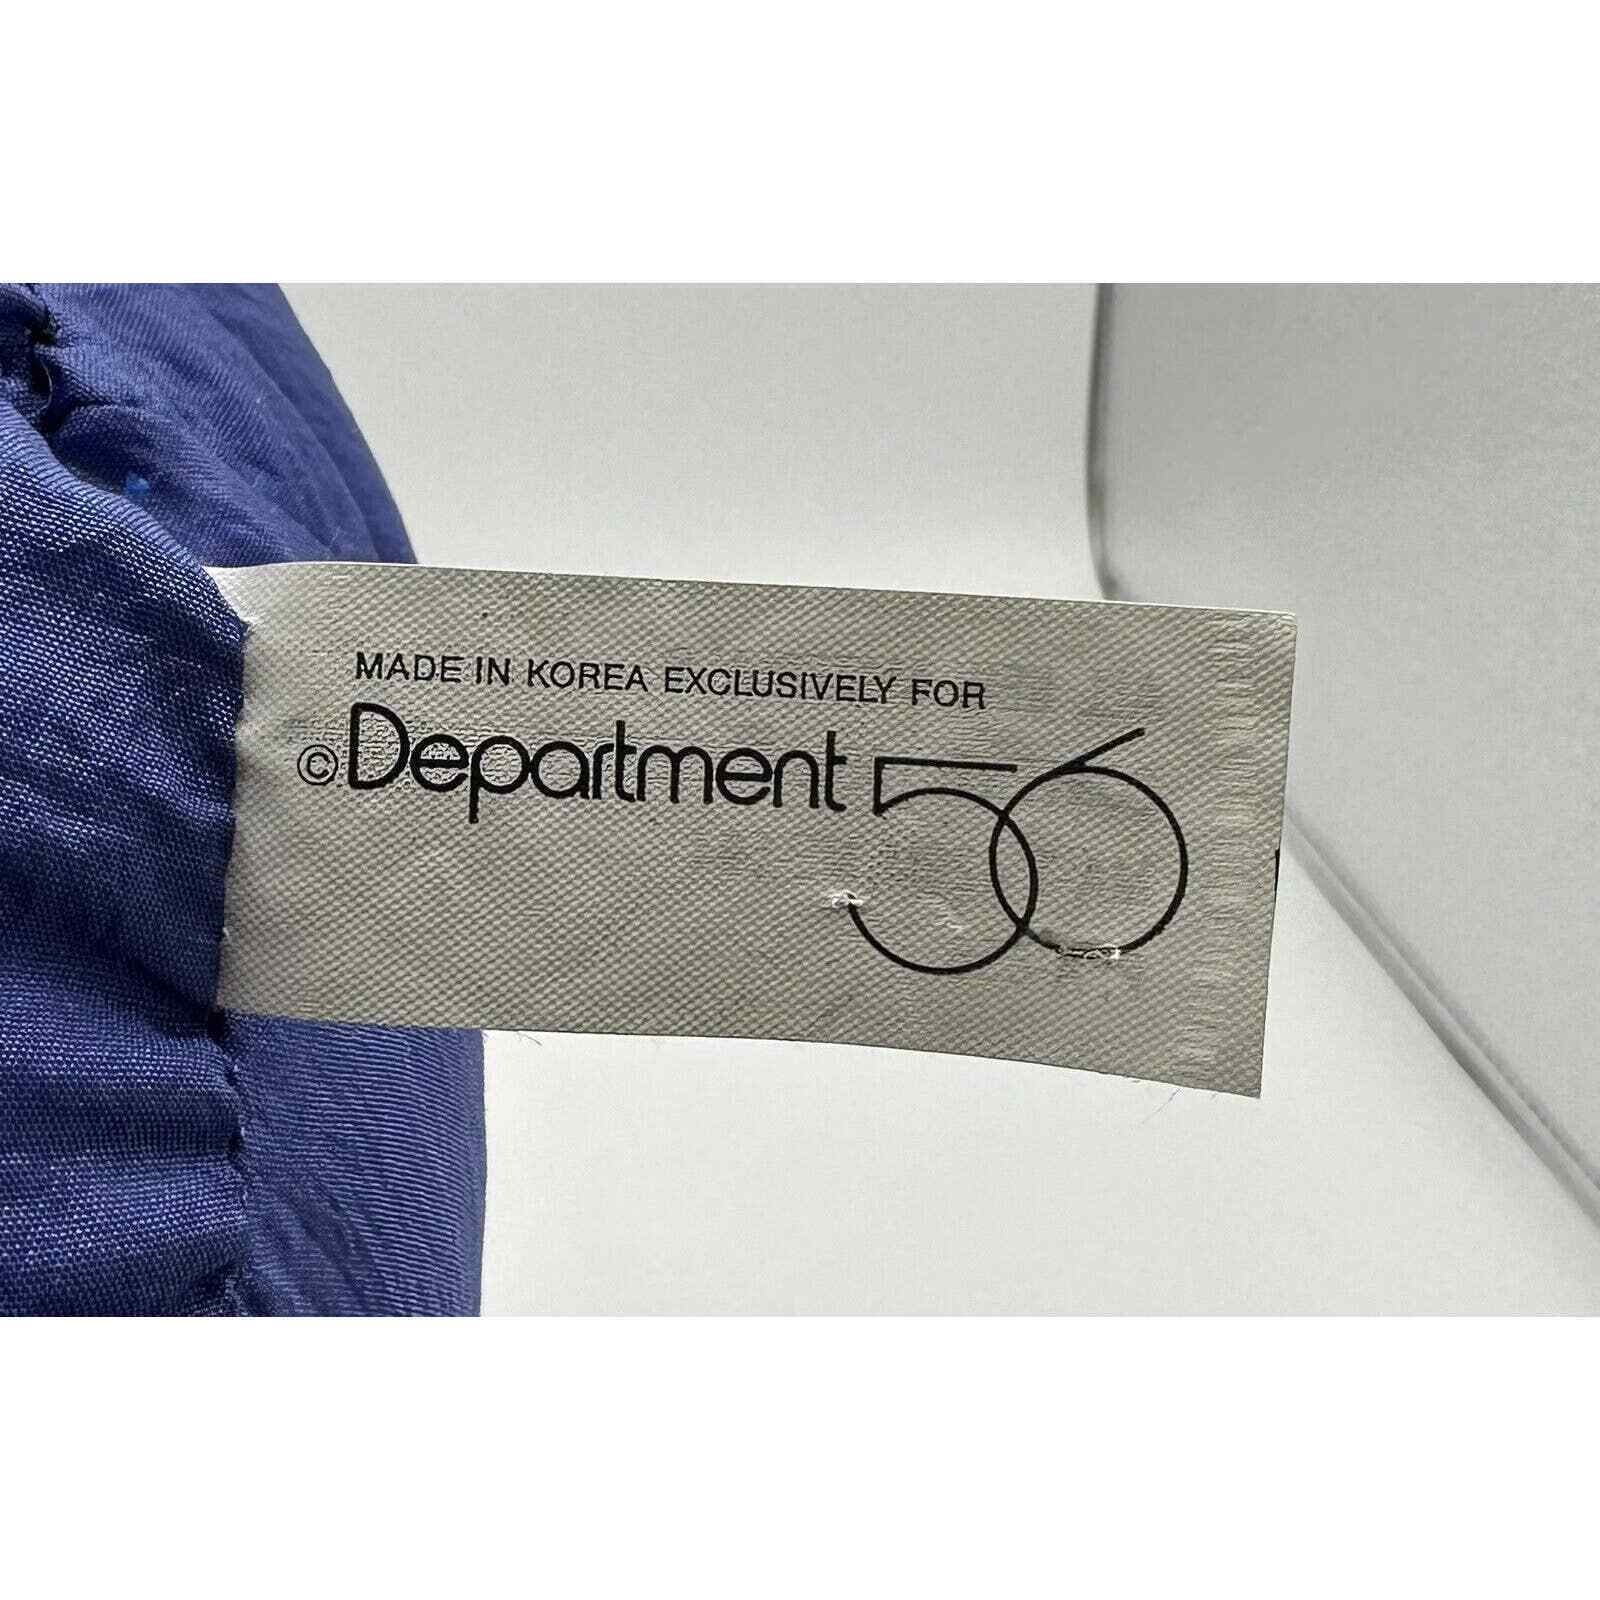 MADE IN KOREA EXCLUSIVELY FOR
© Department 56